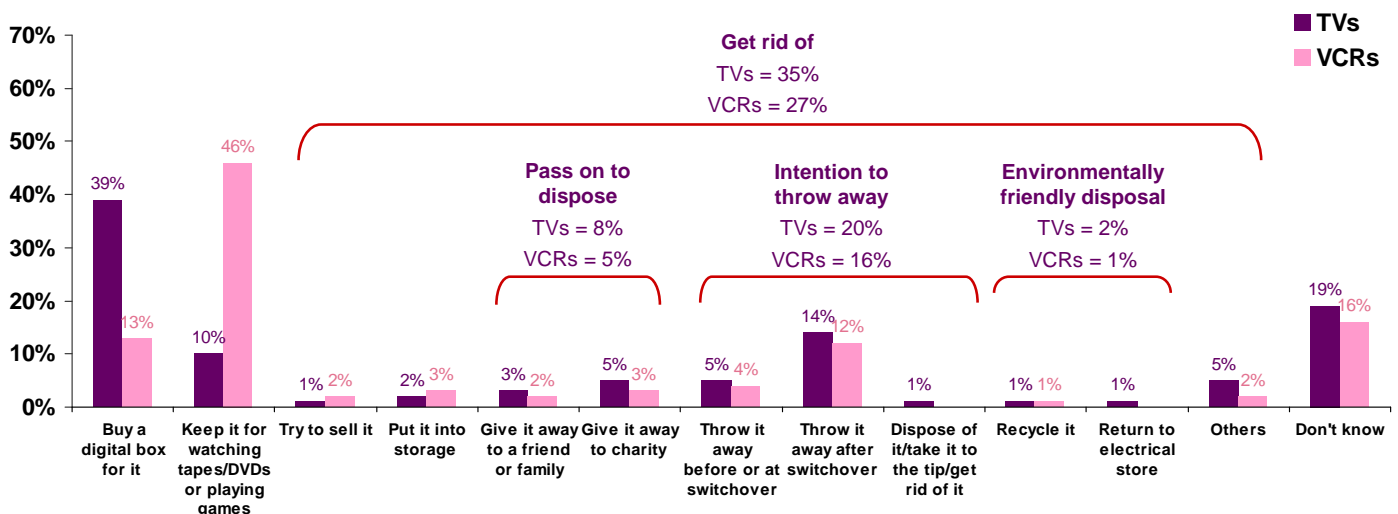 TVs
VCRs
70%
60%
50%
40%
30%
20%
10%
0%
Get rid of
TVs = 35%
VCRs = 27%
Pass on to
dispose
TVs = 8%
VCRs = 5%
Intention to
throw away
TVs = 20%
VCRs = 16%
Environmentally
friendly disposal
TVs = 2%
VCRs = 1%
39%
13%
10%
46%
1%
2%
2%
3%
3%
2%
5%
3%
5%
4%
14%
12%
1%
1%
1%
1%
5%
2%
19%
16%
Buy a
digital box
for it
Keep it for
watching
tapes/DVDs
or playing
games
Try to sell it
Put it into
storage
Give it away
to a friend
or family
Give it away
to charity
Throw it
away
before or at
switchover
Throw it
away after
switchover
Dispose of
it/take it to
the tip/get
rid of it
Recycle it
Return to
electrical
store
Others
Don't know